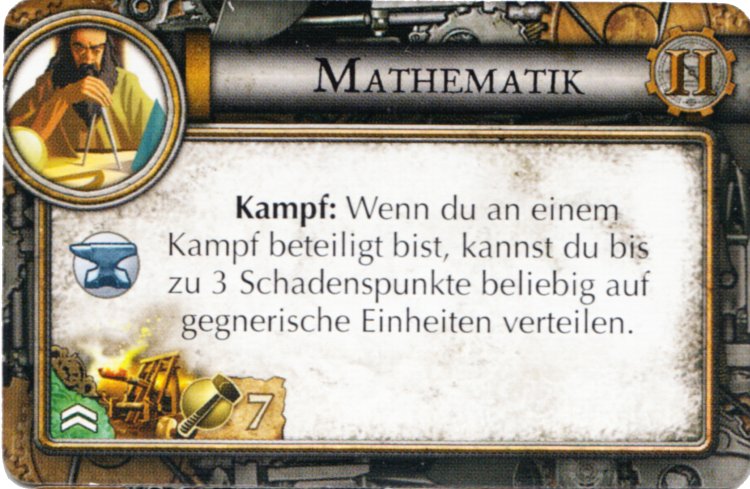 MATHEMATIK
II
Kampf: Wenn du an einem
Kampf beteiligt bist, kannst du bis
zu 3 Schadenspunkte beliebig auf
gegnerische Einheiten verteilen.
7